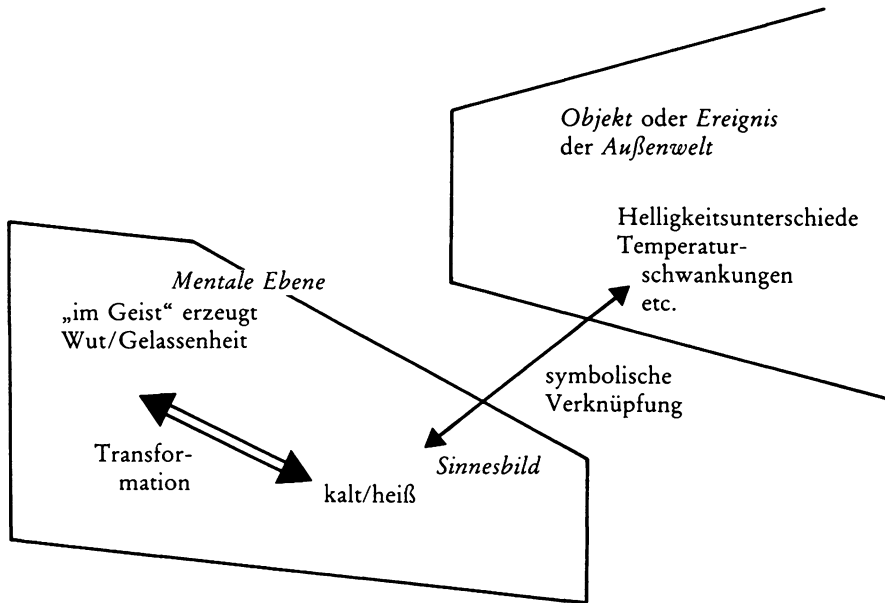 Objekt oder Ereignis
der Außenwelt
Helligkeitsunterschiede
Temperatur-
schwankungen
etc.
Mentale Ebene
„im Geist“ erzeugt
Wut/Gelassenheit
symbolische
Verknüpfung
Transfor-
mation
Sinnesbild
kalt/heiß